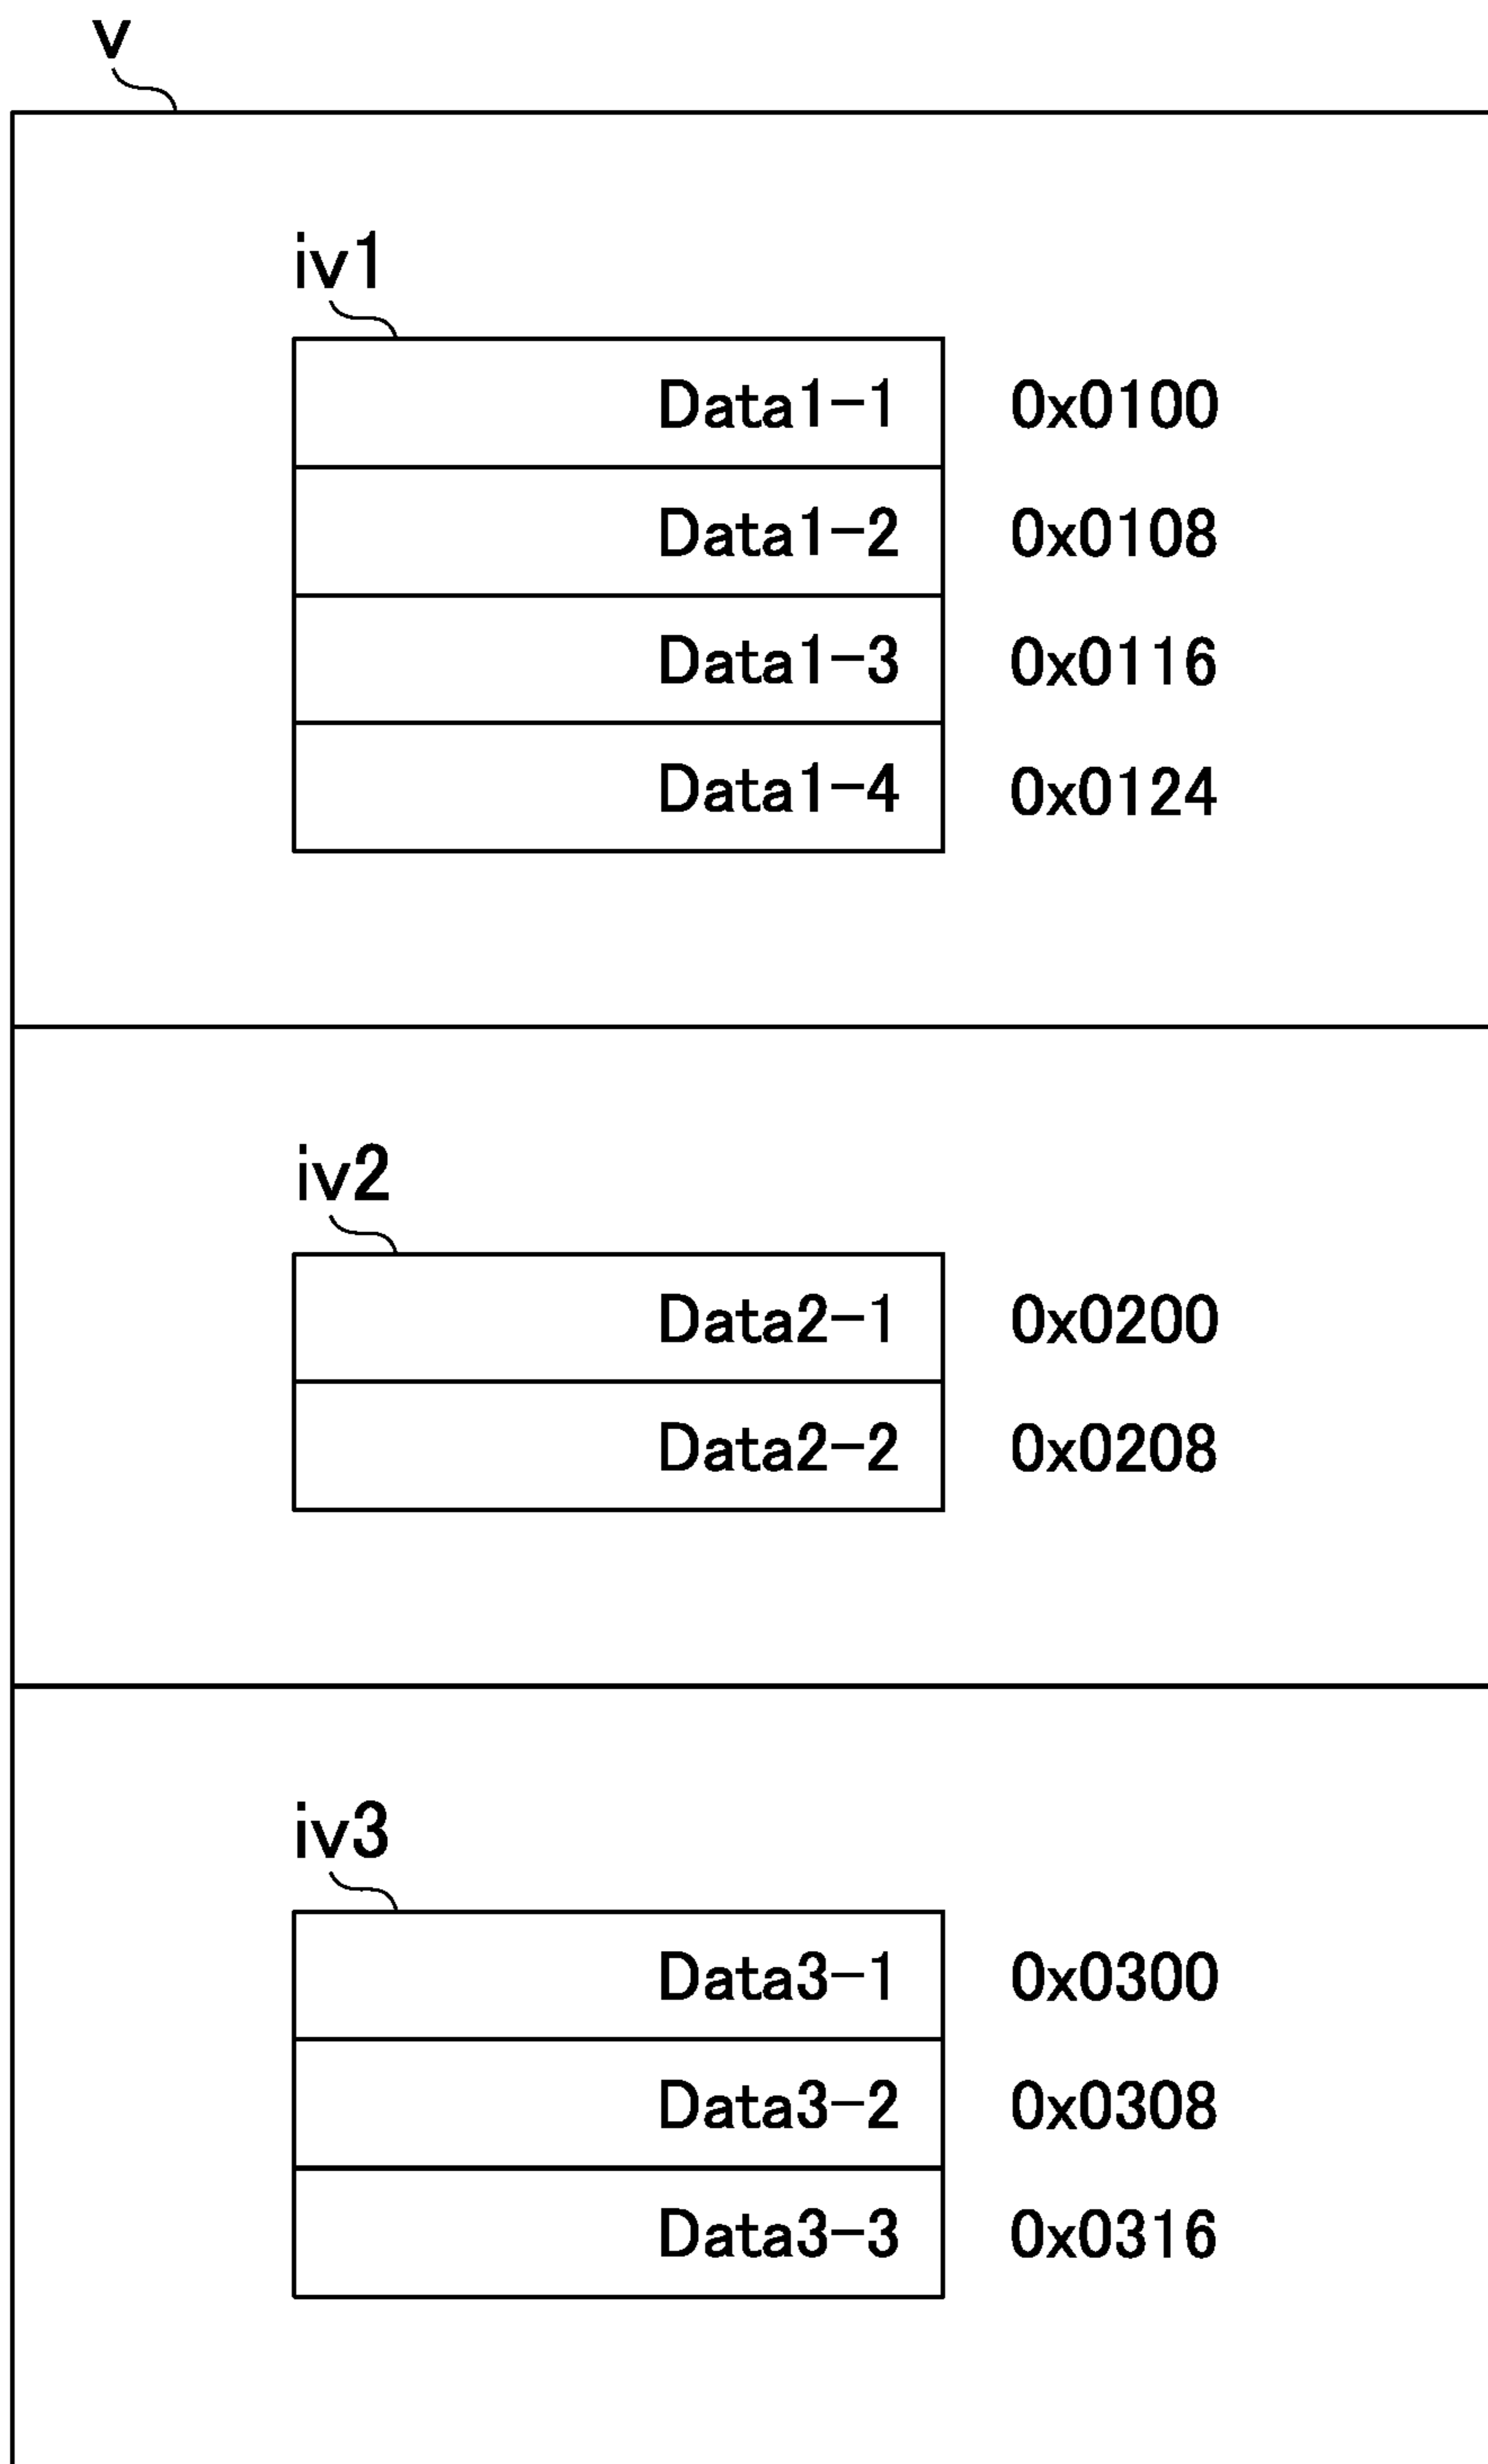 v
iv1
Data1-1 0x0100
Data1-2 0x0108
Data1-3 0x0116
Data1-4 0x0124
iv2
Data2-1 0x0200
Data2-2 0x0208
iv3
Data3-1 0x0300
Data3-2 0x0308
Data3-3 0x0316